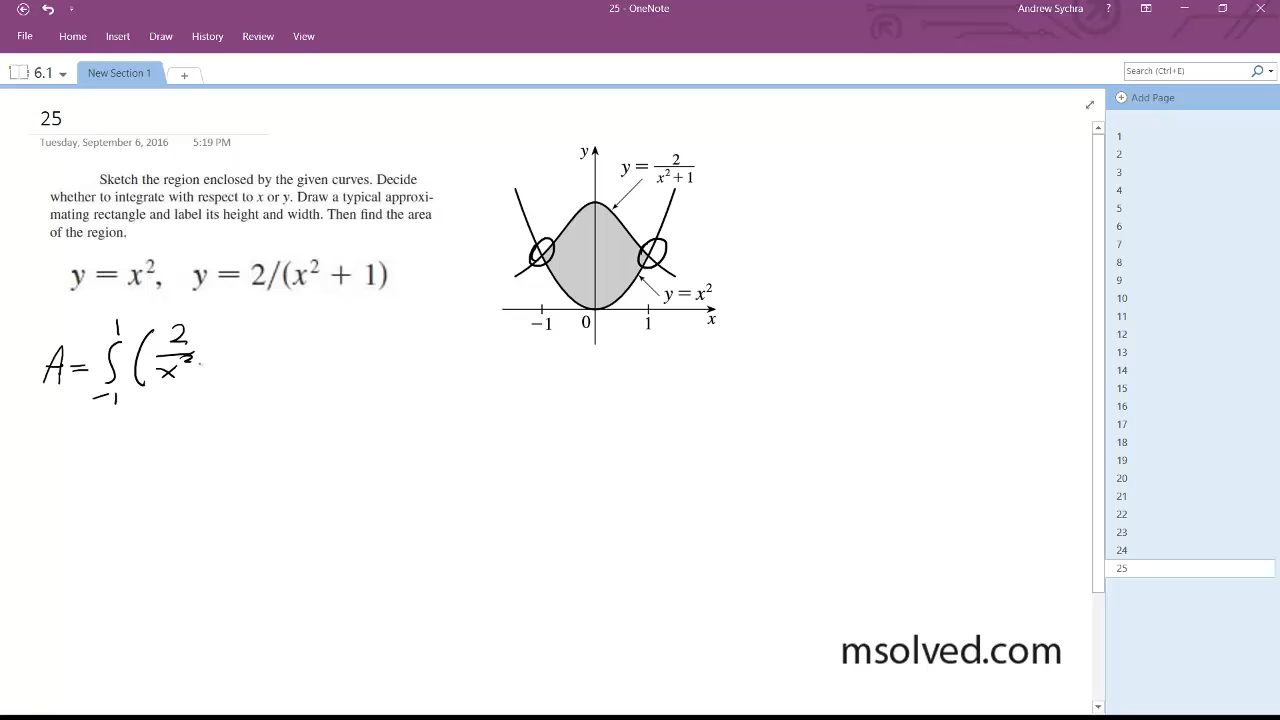 25 - OneNote
Andrew Sychra
?
File Home Insert Draw History Review View
6.1
New Section 1
+
Search (Ctrl+E)
Add Page
25
Tuesday, September 6, 2016 5:19 PM
Sketch the region enclosed by the given curves. Decide
whether to integrate with respect to x or y. Draw a typical approxi-
mating rectangle and label its height and width. Then find the area
of the region.
y = x², y = 2/(x² + 1)
A = ∫₋₁¹ ( 2/x²
y
y = 2/(x² + 1)
y = x²
−1 0 1 x
1
2
3
4
5
6
7
8
9
10
11
12
13
14
15
16
17
18
19
20
21
22
23
24
25
msolved.com